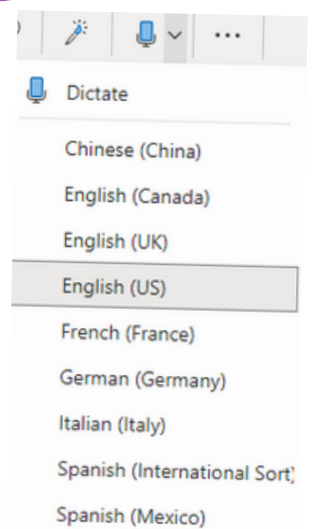 Dictate
Chinese (China)
English (Canada)
English (UK)
English (US)
French (France)
German (Germany)
Italian (Italy)
Spanish (International Sort)
Spanish (Mexico)